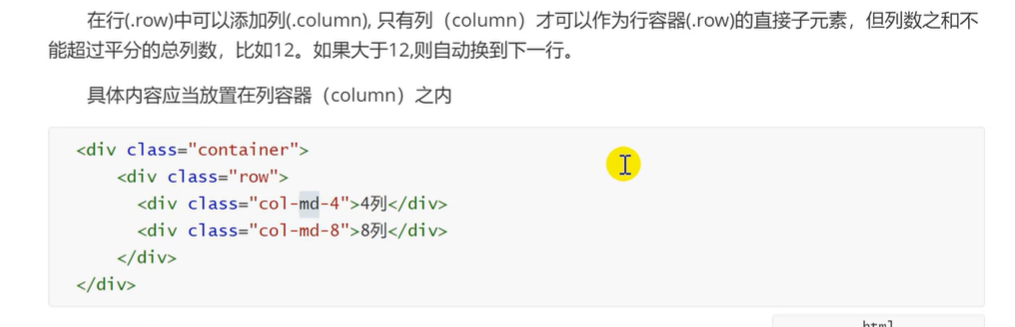 在行(.row)中可以添加列(.column), 只有列（column）才可以作为行容器(.row)的直接子元素，但列数之和不
能超过平分的总列数，比如12。如果大于12,则自动换到下一行。
具体内容应当放置在列容器（column）之内
<div class="container">
<div class="row">
<div class="col-md-4">4列</div>
<div class="col-md-8">8列</div>
</div>
</div>
html